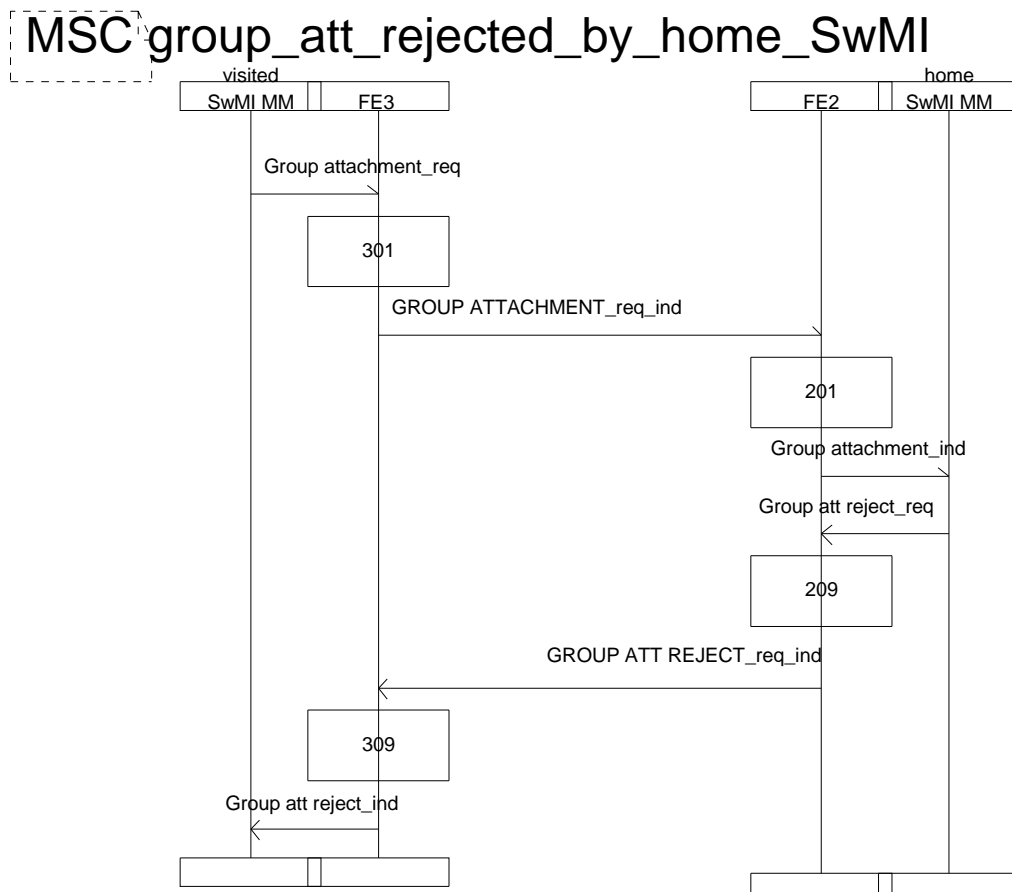 MSC group_att_rejected_by_home_SwMI
visited
SwMI MM
FE3
FE2
home
SwMI MM
Group attachment_req
301
GROUP ATTACHMENT_req_ind
201
Group attachment_ind
Group att reject_req
209
GROUP ATT REJECT_req_ind
309
Group att reject_ind